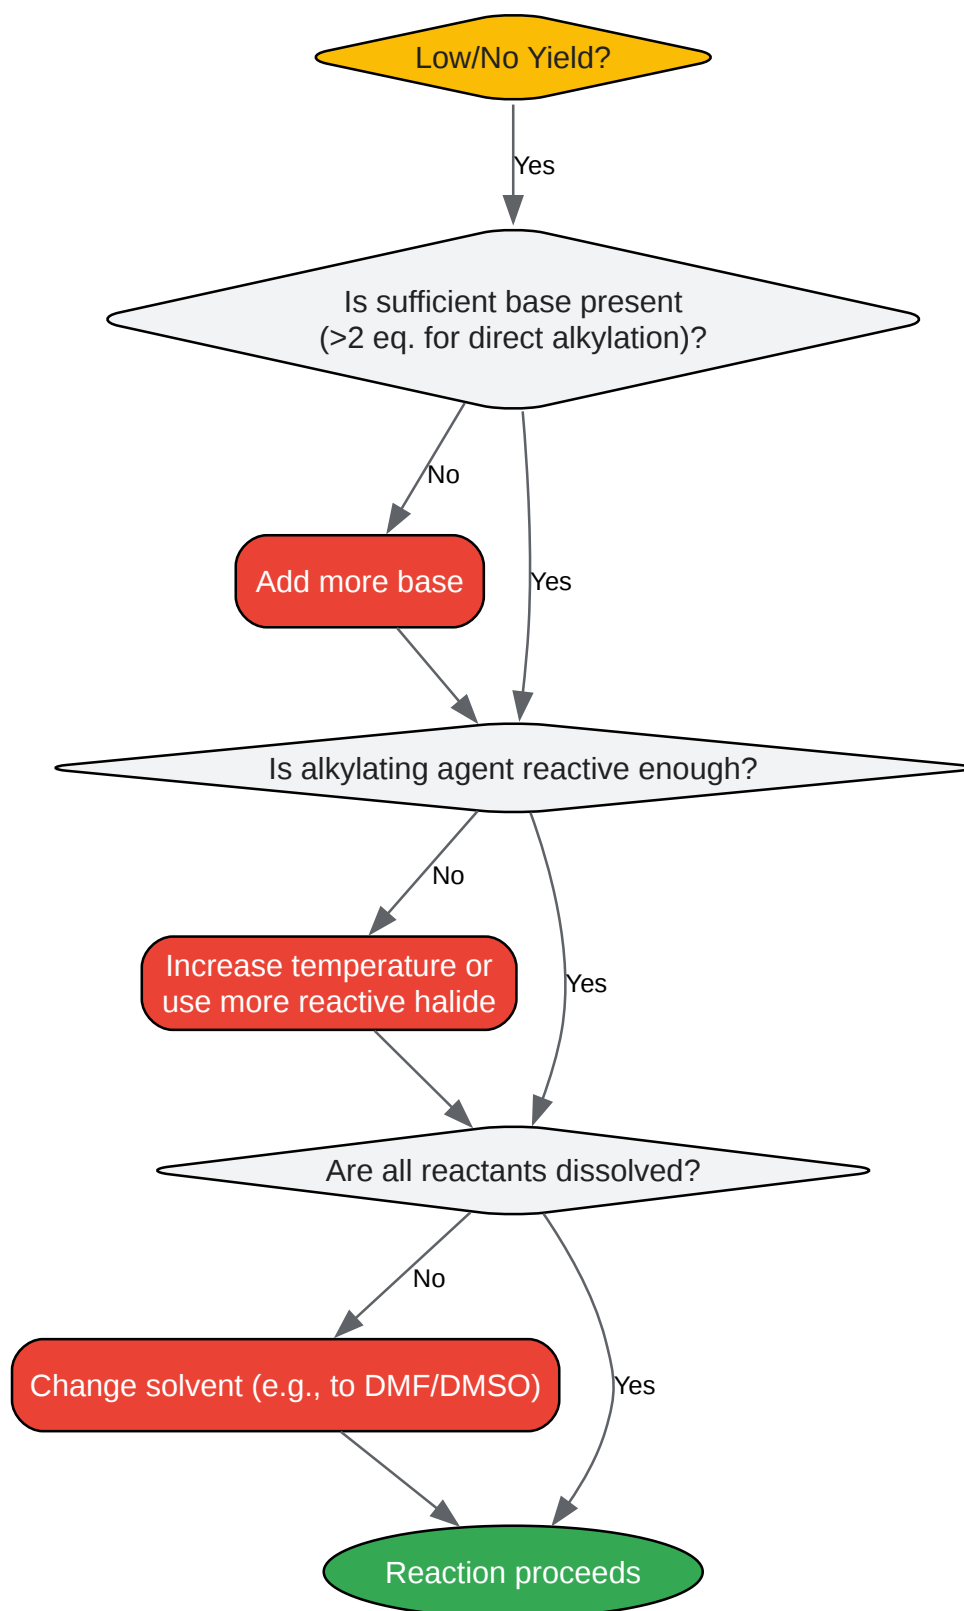 Low/No Yield?
Yes
Is sufficient base present
(>2 eq. for direct alkylation)?
No
Add more base
Yes
Is alkylating agent reactive enough?
No
Increase temperature or
use more reactive halide
Yes
Are all reactants dissolved?
No
Change solvent (e.g., to DMF/DMSO)
Yes
Reaction proceeds